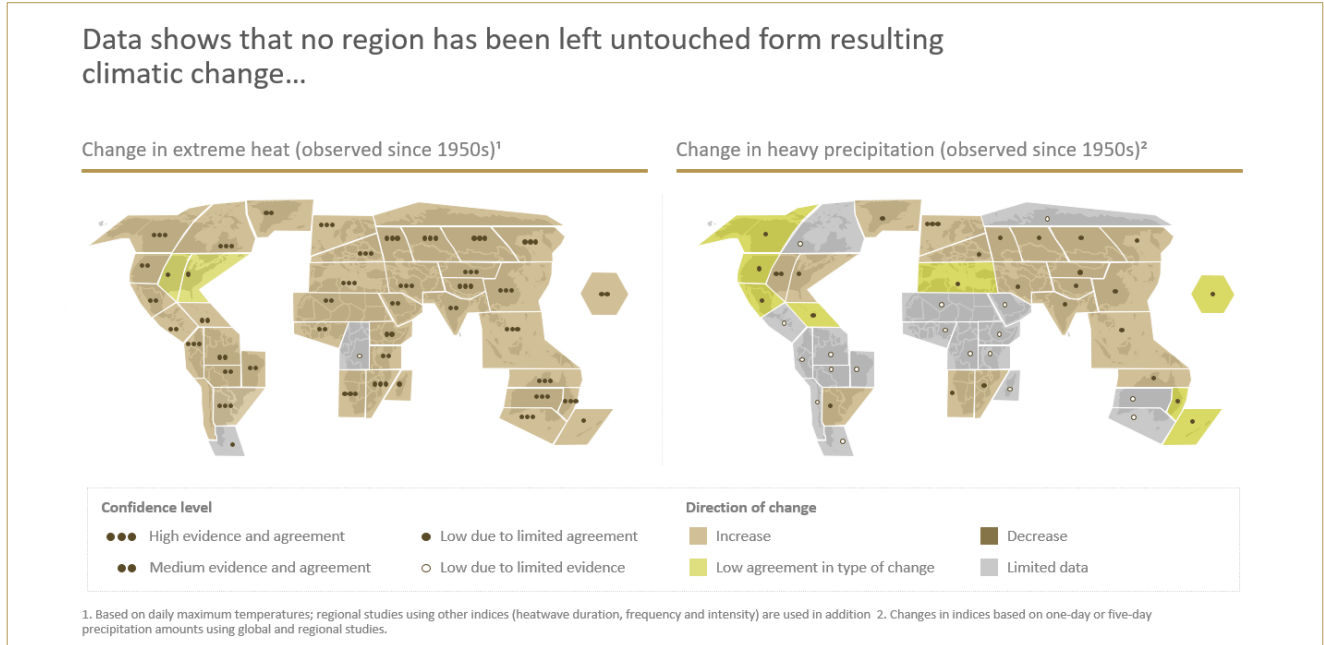 Data shows that no region has been left untouched form resulting
climatic change...
Change in extreme heat (observed since 1950s)¹
Change in heavy precipitation (observed since 1950s)²
Confidence level
High evidence and agreement
Low due to limited agreement
Medium evidence and agreement
Low due to limited evidence
Direction of change
Increase
Decrease
Low agreement in type of change
Limited data
1. Based on daily maximum temperatures; regional studies using other indices (heatwave duration, frequency and intensity) are used in addition 2. Changes in indices based on one-day or five-day
precipitation amounts using global and regional studies.